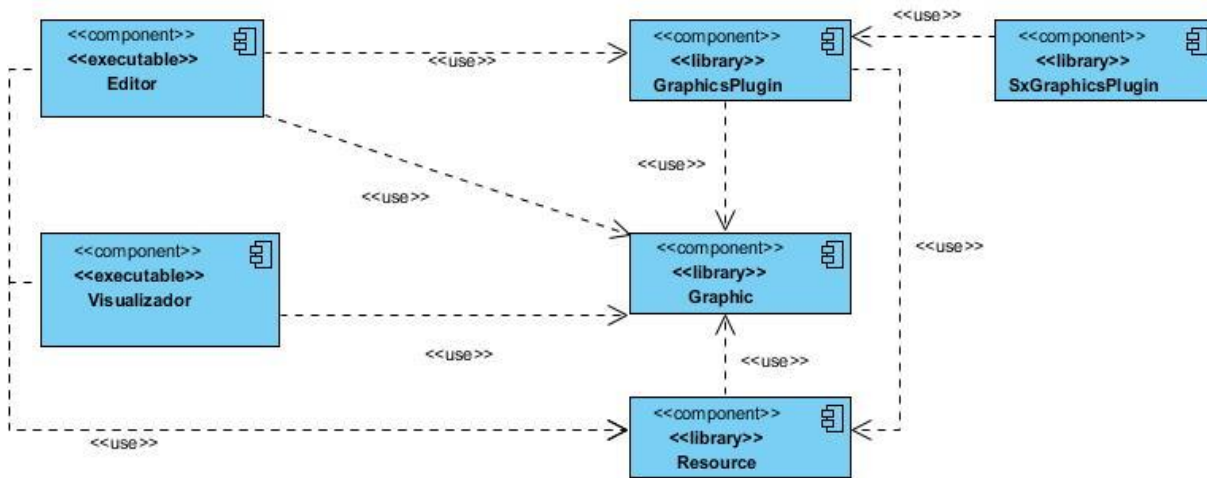 <<component>>
<<executable>>
Editor
<<use>>
<<component>>
<<library>>
GraphicsPlugin
<<use>>
<<component>>
<<library>>
SxGraphicsPlugin
<<use>>
<<use>>
<<use>>
<<component>>
<<executable>>
Visualizador
<<component>>
<<library>>
Graphic
<<use>>
<<use>>
<<use>>
<<component>>
<<library>>
Resource
<<use>>